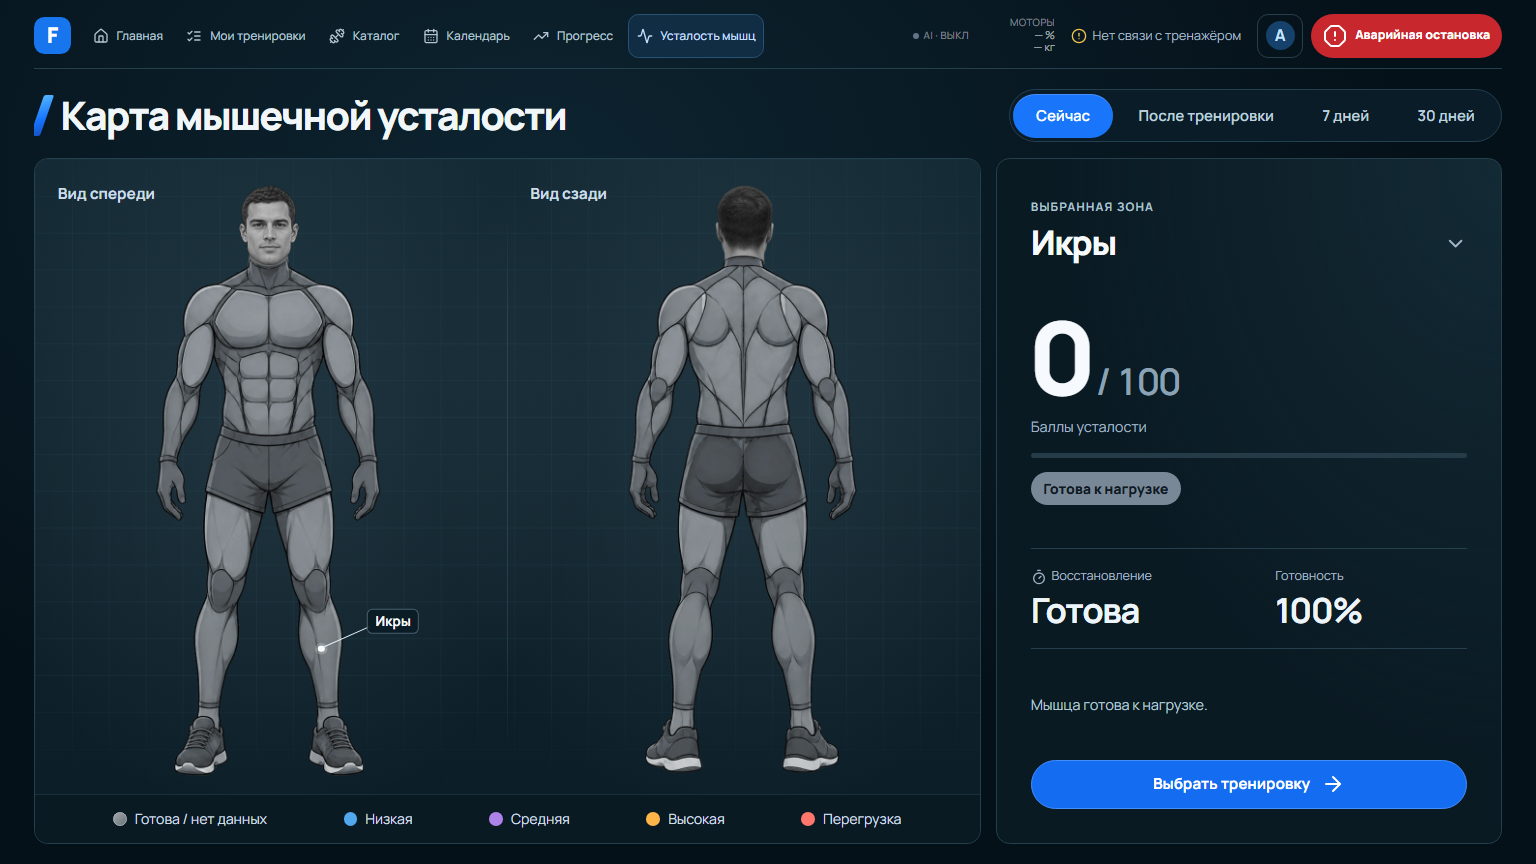 F
Главная
Мои тренировки
Каталог
Календарь
Прогресс
Усталость мышц
AI · ВЫКЛ
МОТОРЫ
— %
— кг
Нет связи с тренажёром
A
Аварийная остановка
Карта мышечной усталости
Сейчас
После тренировки
7 дней
30 дней
Вид спереди
Вид сзади
Икры
Готова / нет данных
Низкая
Средняя
Высокая
Перегрузка
ВЫБРАННАЯ ЗОНА
Икры
0 / 100
Баллы усталости
Готова к нагрузке
Восстановление
Готова
Готовность
100%
Мышца готова к нагрузке.
Выбрать тренировку